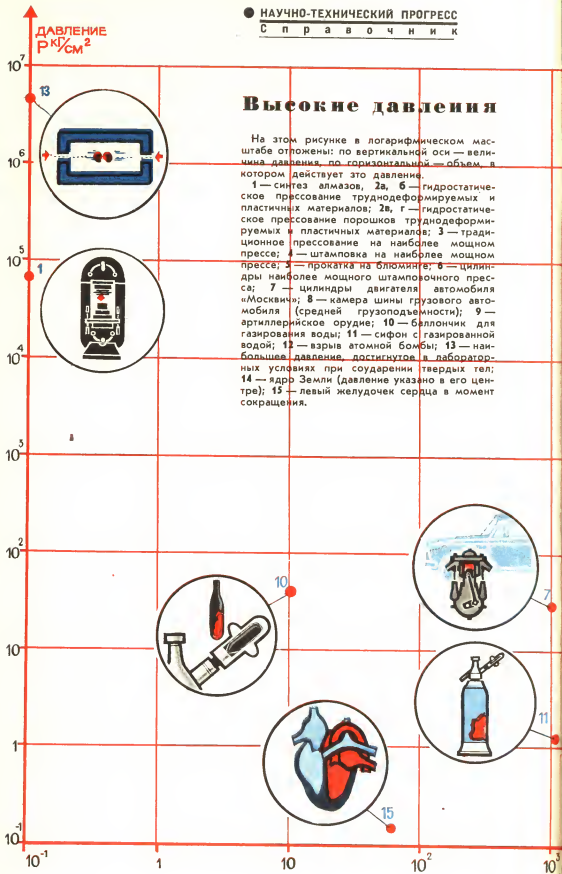 НАУЧНО-ТЕХНИЧЕСКИЙ ПРОГРЕСС
Справочник
ДАВЛЕНИЕ
P кГ/см²
Высокие давления
На этом рисунке в логарифмическом мас-
штабе отложены: по вертикальной оси — вели-
чина давления, по горизонтальной — объем, в
котором действует это давление.
1 — синтез алмазов, 2а, б — гидростатиче-
ское прессование труднодеформируемых и
пластичных материалов; 2в, г — гидростатиче-
ское прессование порошков труднодеформи-
руемых и пластичных материалов; 3 — тради-
ционное прессование на наиболее мощном
прессе; 4 — штамповка на наиболее мощном
прессе; 5 — прокатка на блюминге; 6 — цилин-
дры наиболее мощного штамповочного прес-
са; 7 — цилиндры двигателя автомобиля
«Москвич»; 8 — камера шины грузового авто-
мобиля (средней грузоподъемности); 9 —
артиллерийское орудие; 10 — баллончик для
газирования воды; 11 — сифон с газированной
водой; 12 — взрыв атомной бомбы; 13 — наи-
большее давление, достигнутое в лаборатор-
ных условиях при соударении твердых тел;
14 — ядро Земли (давление указано в его цен-
тре); 15 — левый желудочек сердца в момент
сокращения.
10⁷
13
10⁶
10⁵
1
10⁴
10³
10²
10
7
10
11
1
15
10⁻¹
10⁻¹ 1 10 10² 10³